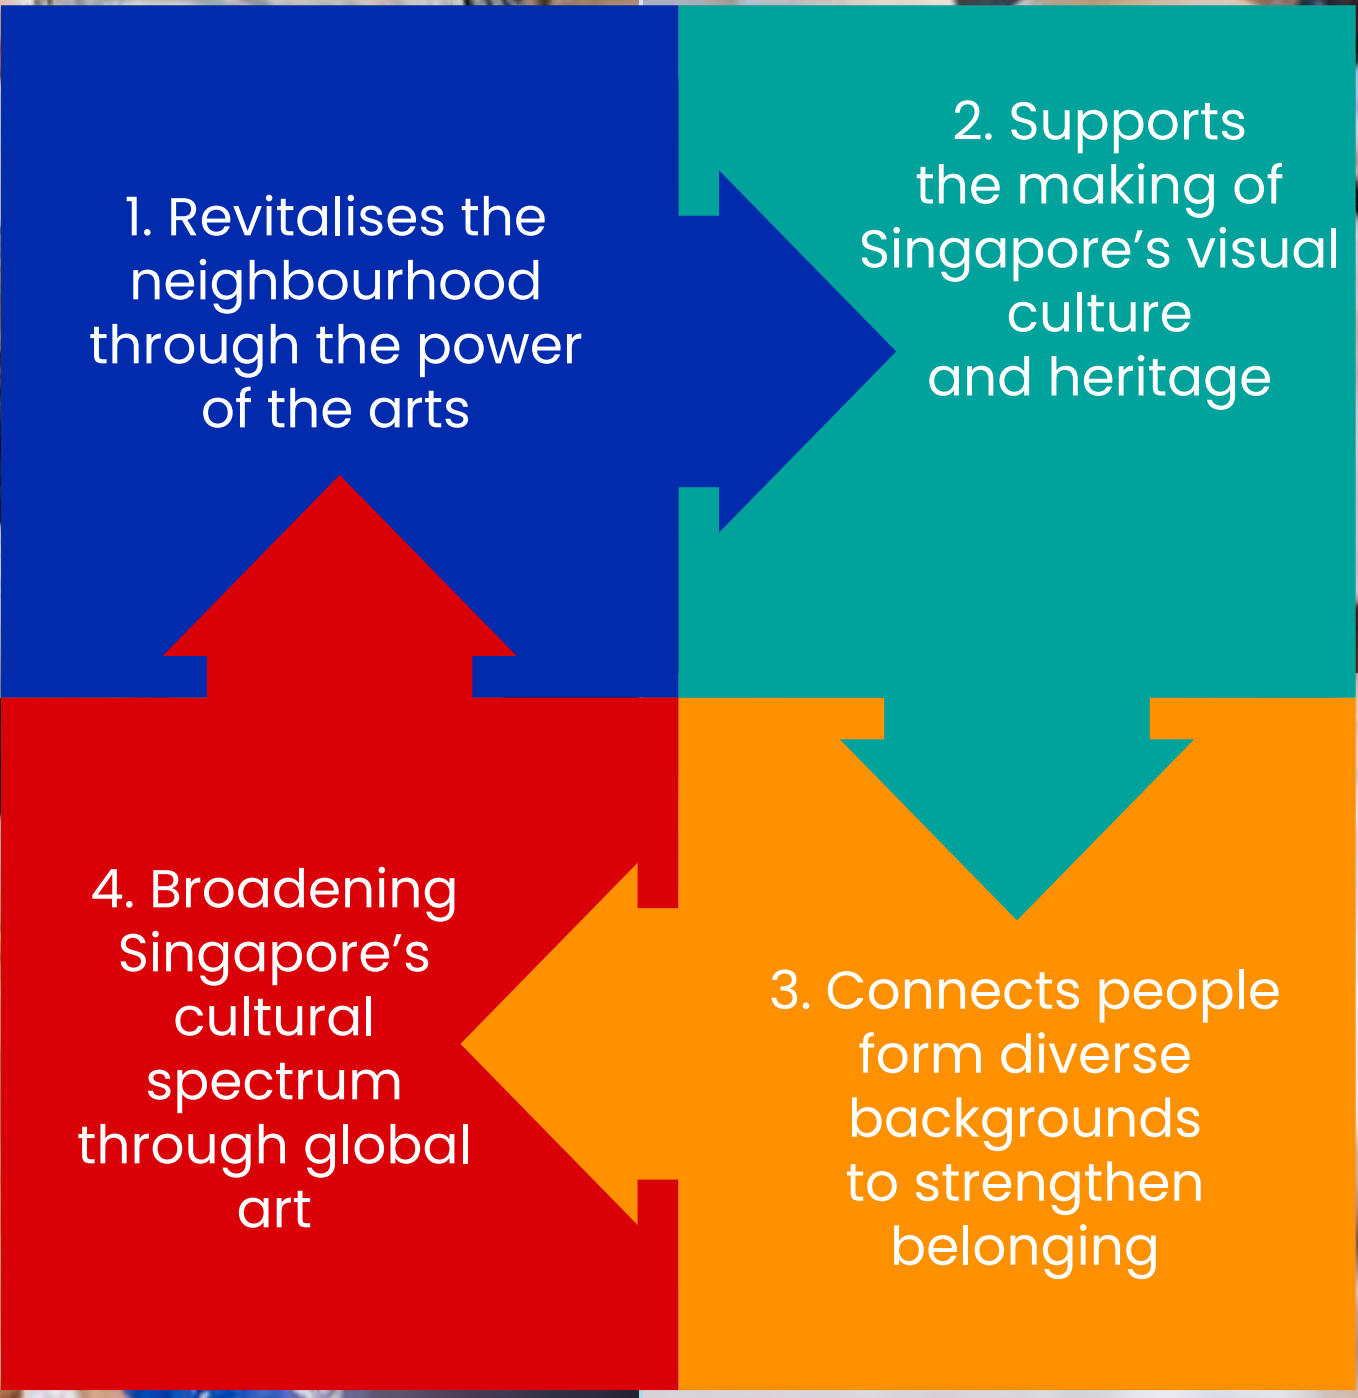 1. Revitalises the
neighbourhood
through the power
of the arts
2. Supports
the making of
Singapore’s visual
culture
and heritage
3. Connects people
form diverse
backgrounds
to strengthen
belonging
4. Broadening
Singapore’s
cultural
spectrum
through global
art